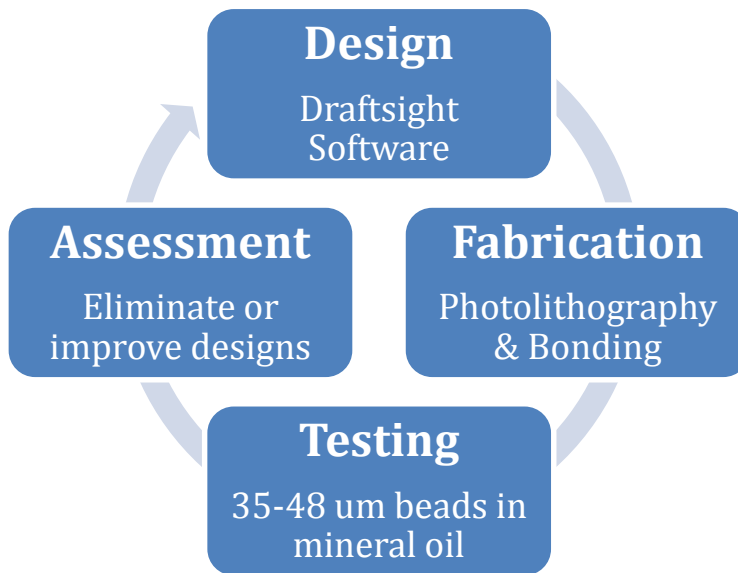 Design
Draftsight
Software
Assessment
Eliminate or
improve designs
Fabrication
Photolithography
& Bonding
Testing
35-48 um beads in
mineral oil